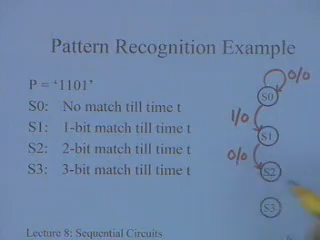 Pattern Recognition Example
P = ‘1101’
S0: No match till time t
S1: 1-bit match till time t
S2: 2-bit match till time t
S3: 3-bit match till time t
0/0
S0
1/0
S1
0/0
S2
S3
Lecture 8: Sequential Circuits